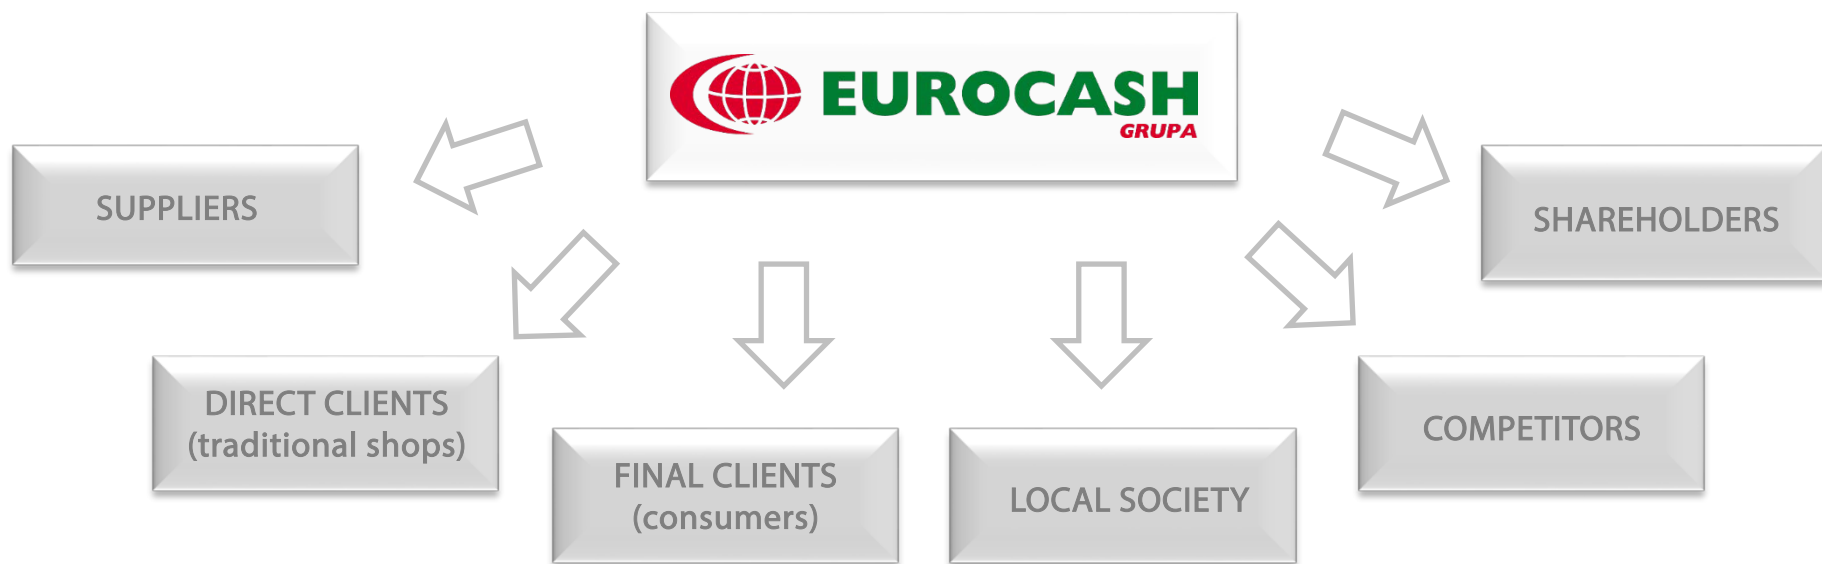 EUROCASH
GRUPA
SUPPLIERS
SHAREHOLDERS
DIRECT CLIENTS
(traditional shops)
COMPETITORS
FINAL CLIENTS
(consumers)
LOCAL SOCIETY